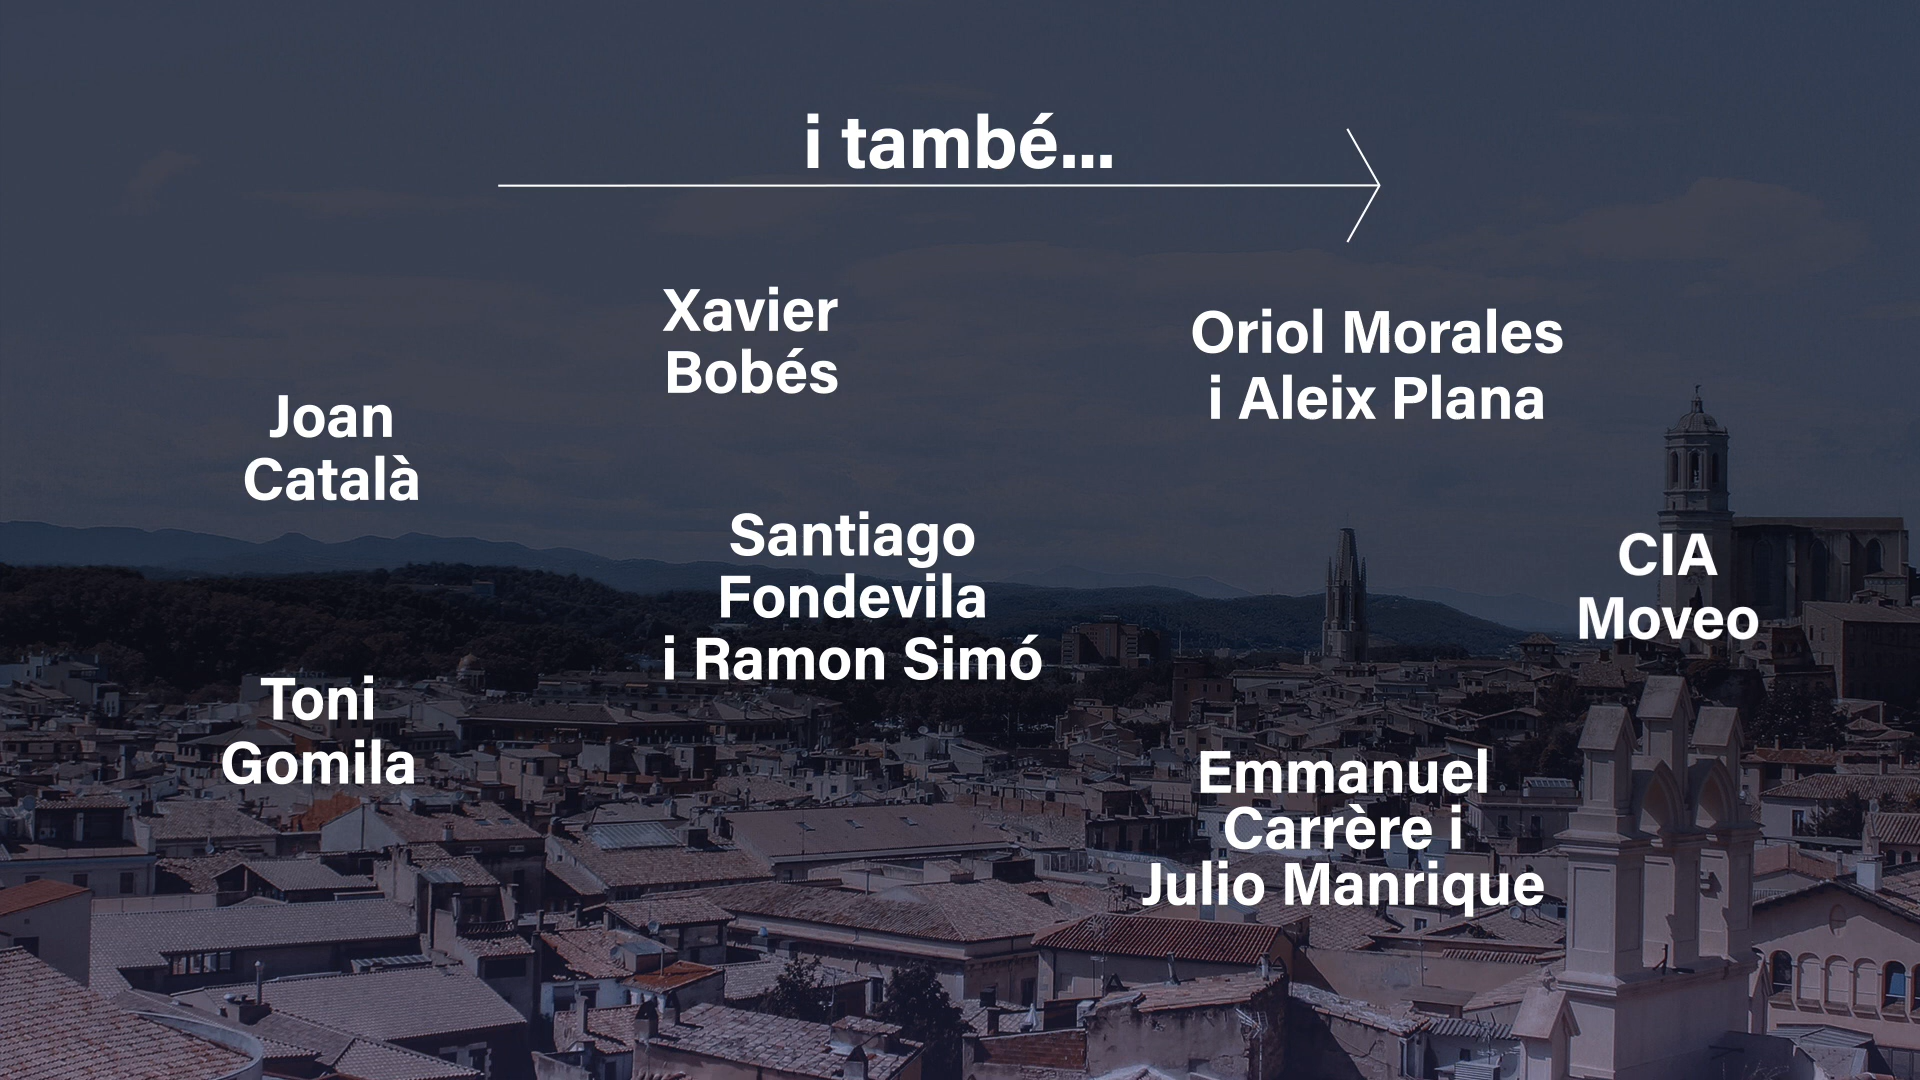 i també...
Xavier
Bobés
Oriol Morales
i Aleix Plana
Joan
Català
Santiago
Fondevila
i Ramon Simó
CIA
Moveo
Toni
Gomila
Emmanuel
Carrère i
Julio Manrique